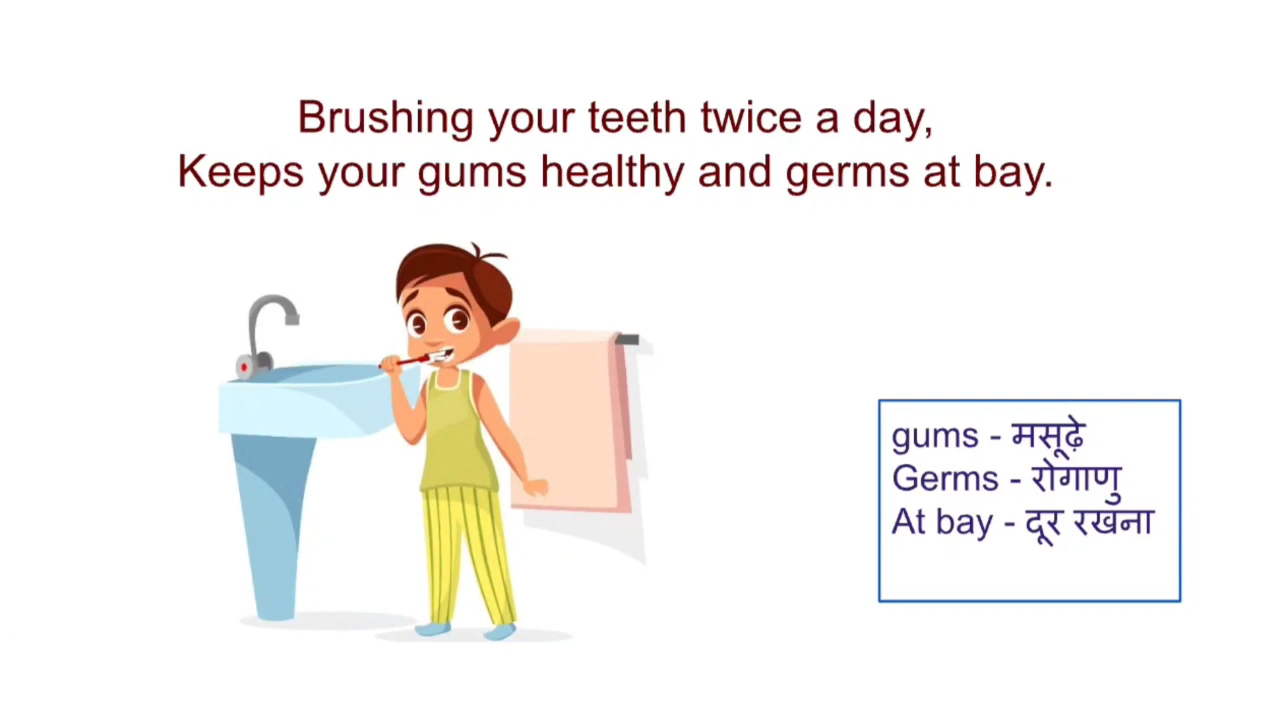 Brushing your teeth twice a day,
Keeps your gums healthy and germs at bay.
gums - मसूढ़े
Germs - रोगाणु
At bay - दूर रखना